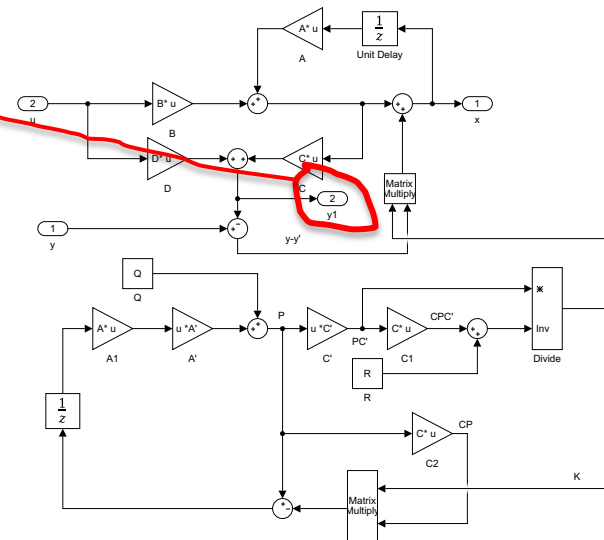 A* u
A
1
z
Unit Delay
2
u
B* u
B
1
x
D* u
D
C* u
C
Matrix
Multiply
2
y1
1
y
y-y'
Q
Q
A* u
A1
u *A'
A'
P
u *C'
C'
PC'
C* u
C1
CPC'
R
R
Inv
Divide
1
z
C* u
C2
CP
Matrix
Multiply
K